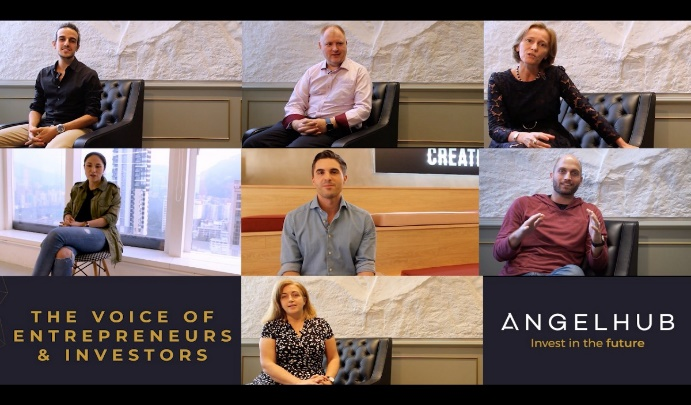 CREATI
THE VOICE OF
ENTREPRENEURS
& INVESTORS
ANGELHUB
Invest in the future